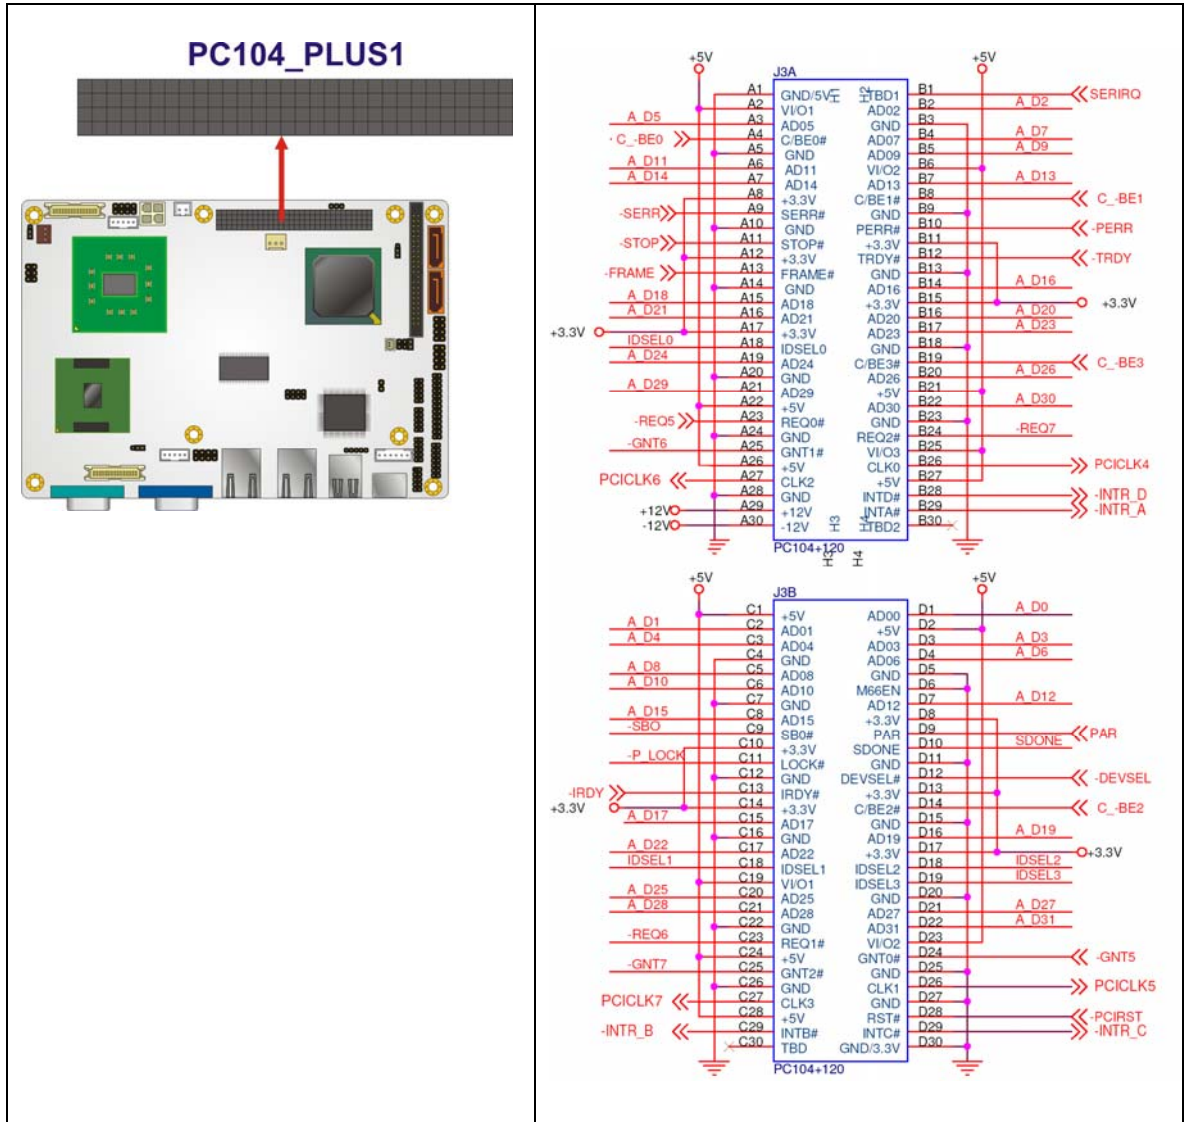 PC104_PLUS1
+5V +5V
J3A
A1 GND/5V H1 H2 TBD1 B1 SERIRQ
A2 VI/O1 AD02 B2 A_D2
A_D5 A3 AD05 GND B3
C_-BE0 A4 C/BE0# AD07 B4 A_D7
A5 GND AD09 B5 A_D9
A_D11 A6 AD11 VI/O2 B6
A_D14 A7 AD14 AD13 B7 A_D13
A8 +3.3V C/BE1# B8 C_-BE1
-SERR A9 SERR# GND B9
A10 GND PERR# B10 -PERR
-STOP A11 STOP# +3.3V B11
A12 +3.3V TRDY# B12 -TRDY
-FRAME A13 FRAME# GND B13
A14 GND AD16 B14 A_D16
A_D18 A15 AD18 +3.3V B15 +3.3V
A_D21 A16 AD21 AD20 B16 A_D20
+3.3V A17 +3.3V AD23 B17 A_D23
IDSEL0 A18 IDSEL0 GND B18
A_D24 A19 AD24 C/BE3# B19 C_-BE3
A20 GND AD26 B20 A_D26
A_D29 A21 AD29 +5V B21
A22 +5V AD30 B22 A_D30
-REQ5 A23 REQ0# GND B23
A24 GND REQ2# B24 -REQ7
-GNT6 A25 GNT1# VI/O3 B25
A26 +5V CLK0 B26 PCICLK4
PCICLK6 A27 CLK2 +5V B27
A28 GND INTD# B28 -INTR_D
+12V A29 +12V INTA# B29 -INTR_A
-12V A30 -12V H3 H4 TBD2 B30
PC104+120
H3 H4
+5V +5V
J3B
C1 +5V AD00 D1 A_D0
A_D1 C2 AD01 +5V D2
A_D4 C3 AD04 AD03 D3 A_D3
C4 GND AD06 D4 A_D6
A_D8 C5 AD08 GND D5
A_D10 C6 AD10 M66EN D6
C7 GND AD12 D7 A_D12
A_D15 C8 AD15 +3.3V D8
-SBO C9 SB0# PAR D9 PAR
C10 +3.3V SDONE D10 SDONE
-P_LOCK C11 LOCK# GND D11
C12 GND DEVSEL# D12 -DEVSEL
-IRDY C13 IRDY# +3.3V D13
+3.3V C14 +3.3V C/BE2# D14 C_-BE2
A_D17 C15 AD17 GND D15
C16 GND AD19 D16 A_D19
A_D22 C17 AD22 +3.3V D17 +3.3V
IDSEL1 C18 IDSEL1 IDSEL2 D18 IDSEL2
C19 VI/O1 IDSEL3 D19 IDSEL3
A_D25 C20 AD25 GND D20
A_D28 C21 AD28 AD27 D21 A_D27
C22 GND AD31 D22 A_D31
-REQ6 C23 REQ1# VI/O2 D23
C24 +5V GNT0# D24 -GNT5
-GNT7 C25 GNT2# GND D25
C26 GND CLK1 D26 PCICLK5
PCICLK7 C27 CLK3 GND D27
C28 +5V RST# D28 -PCIRST
-INTR_B C29 INTB# INTC# D29 -INTR_C
C30 TBD GND/3.3V D30
PC104+120